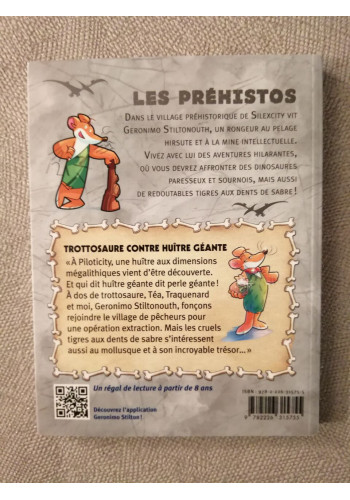 LES PRÉHISTOS
DANS LE VILLAGE PRÉHISTORIQUE DE SILEXCITY VIT
GERONIMO STILTONOUTH, UN RONGEUR AU PELAGE
HIRSUTE ET À LA MINE INTELLECTUELLE.
VIVEZ AVEC LUI DES AVENTURES HILARANTES,
OÙ VOUS DEVREZ AFFRONTER DES DINOSAURES
PARESSEUX ET SOURNOIS, MAIS AUSSI
DE REDOUTABLES TIGRES AUX DENTS DE SABRE !
TROTTOSAURE CONTRE HUÎTRE GÉANTE
« À Piloticity, une huître aux dimensions
mégalithiques vient d'être découverte.
Et qui dit huître géante dit perle géante !
À dos de trottosaure, Téa, Traquenard
et moi, Geronimo Stiltonouth, fonçons
rejoindre le village de pêcheurs pour
une opération extraction. Mais les cruels
tigres aux dents de sabre s'intéressent
aussi au mollusque et à son incroyable trésor... »
Un régal de lecture à partir de 8 ans
Découvrez l'application
Geronimo Stilton !